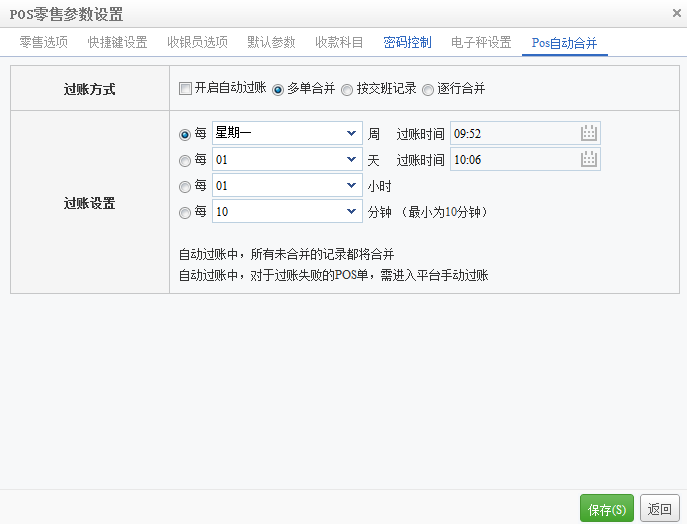 POS零售参数设置
零售选项 快捷键设置 收银员选项 默认参数 收款科目 密码控制 电子秤设置 Pos自动合并
过账方式 开启自动过账 多单合并 按交班记录 逐行合并
过账设置
每 星期一 周 过账时间 09:52
每 01 天 过账时间 10:06
每 01 小时
每 10 分钟 （最小为10分钟）
自动过账中，所有未合并的记录都将合并
自动过账中，对于过账失败的POS单，需进入平台手动过账
保存(S) 返回